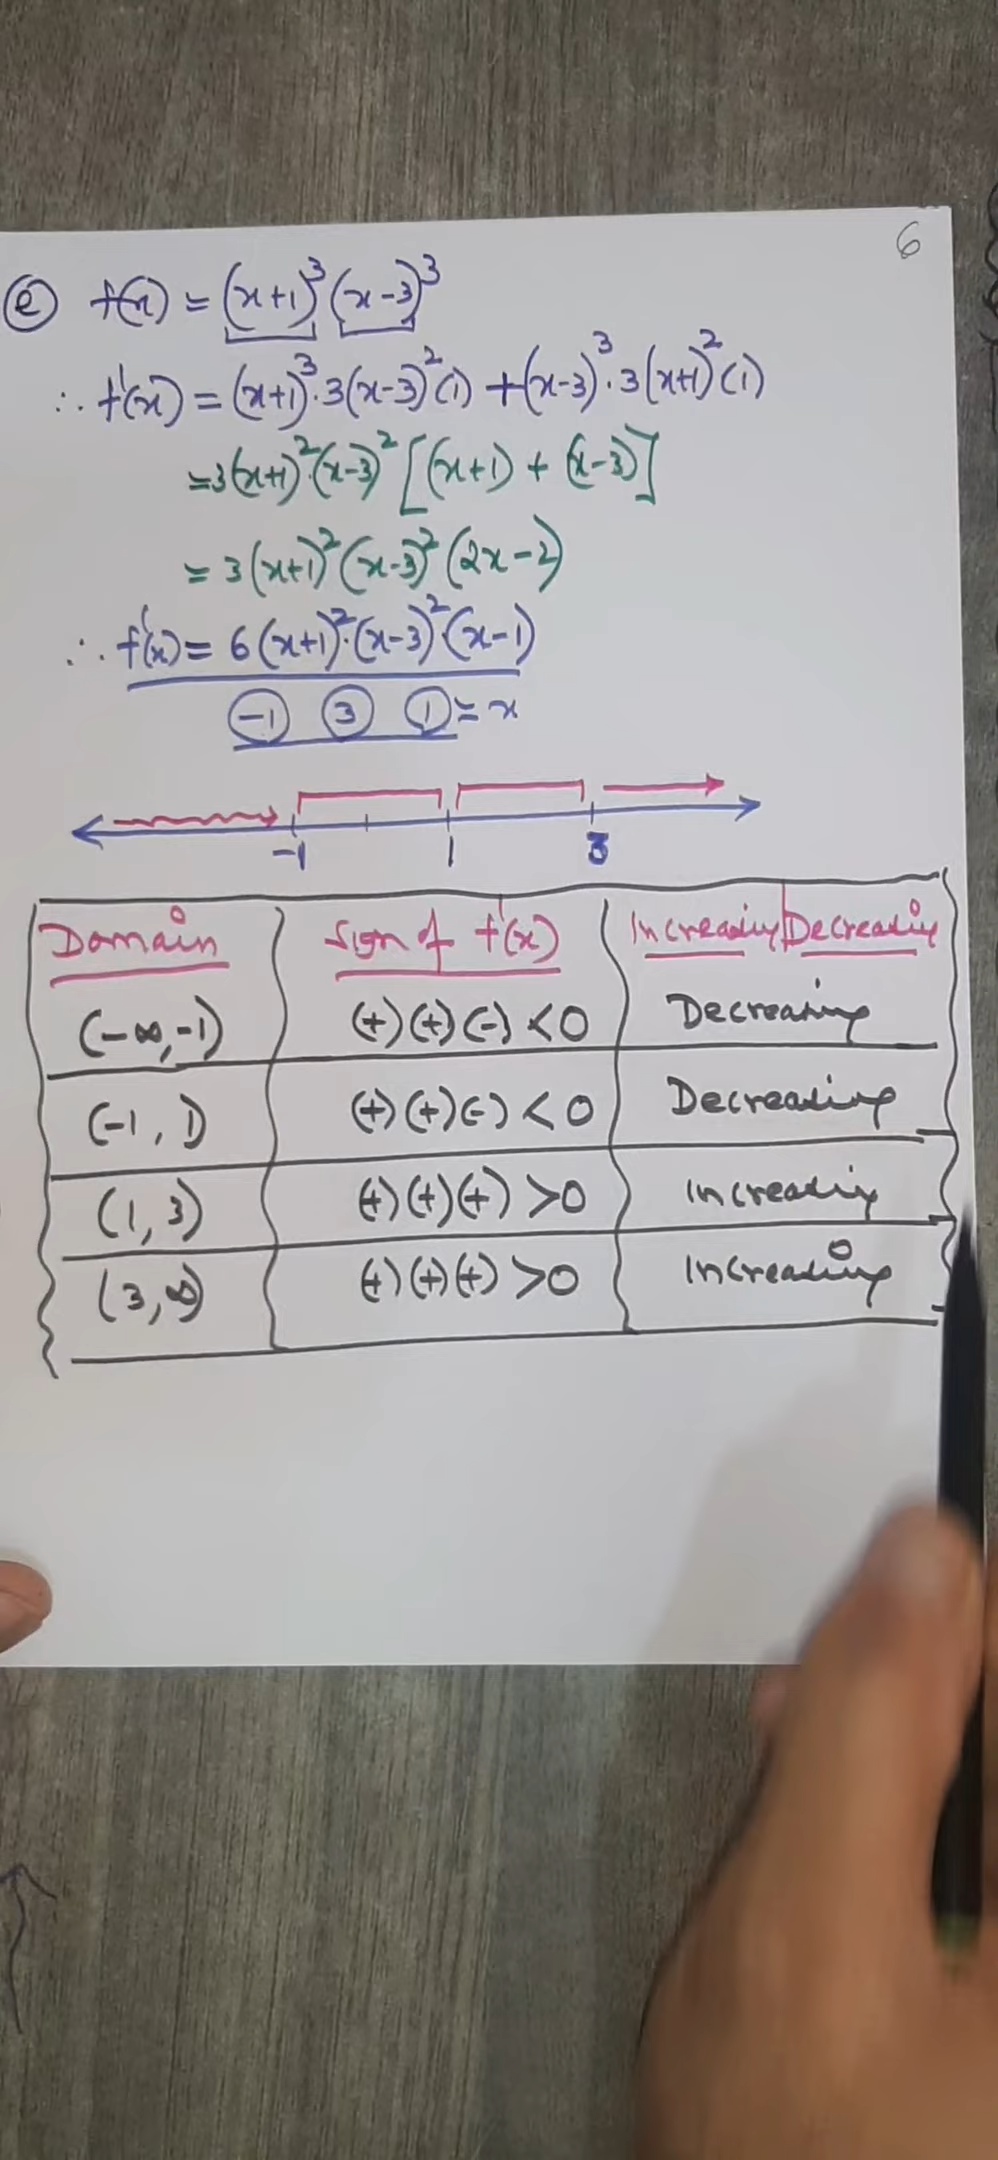 6
ⓔ f(x) = (x+1)³(x-3)³
∴ f'(x) = (x+1)³·3(x-3)²(1) + (x-3)³·3(x+1)²(1)
=3(x+1)²·(x-3)² [(x+1) + (x-3)]
= 3(x+1)²(x-3)²(2x-2)
∴ f'(x) = 6(x+1)²·(x-3)²·(x-1)
-1 3 1 = x
-1 1 3
Domain Sign of f'(x) Increasing/Decreasing
(-∞,-1) (+)(+)(-) <0 Decreasing
(-1, 1) (+)(+)(-) <0 Decreasing
(1, 3) (+)(+)(+) >0 Increasing
(3,∞) (+)(+)(+) >0 Increasing